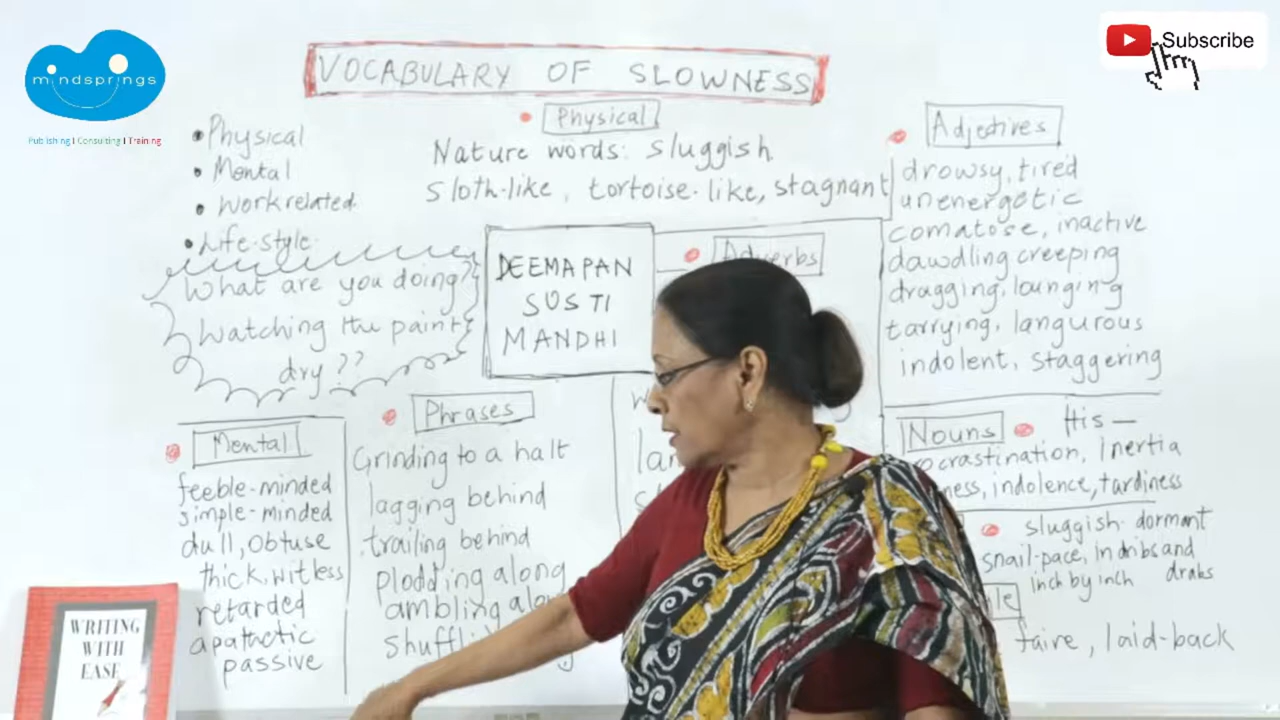 mindsprings
Publishing | Consulting | Training
Subscribe
VOCABULARY OF SLOWNESS
• Physical
• Mental
• Work related
• Life-style
What are you doing?
Watching the paint
dry??
Physical
Nature words: Sluggish
Sloth-like, tortoise-like, stagnant
DEEMAPAN
SUSTI
MANDHI
Adverbs
Adjectives
drowsy, tired
unenergetic
comatose, inactive
dawdling creeping
dragging, lounging
tarrying, langurous
indolent, staggering
Mental
feeble-minded
simple-minded
dull, obtuse
thick, witless
retarded
apathetic
passive
Phrases
Grinding to a halt
lagging behind
trailing behind
plodding along
ambling
Nouns
His —
inertia
indolence, tardiness
sluggish dormant
snail-pace, in dribs and
drabs
inch by inch
faire, laid-back
WRITING
WITH
EASE